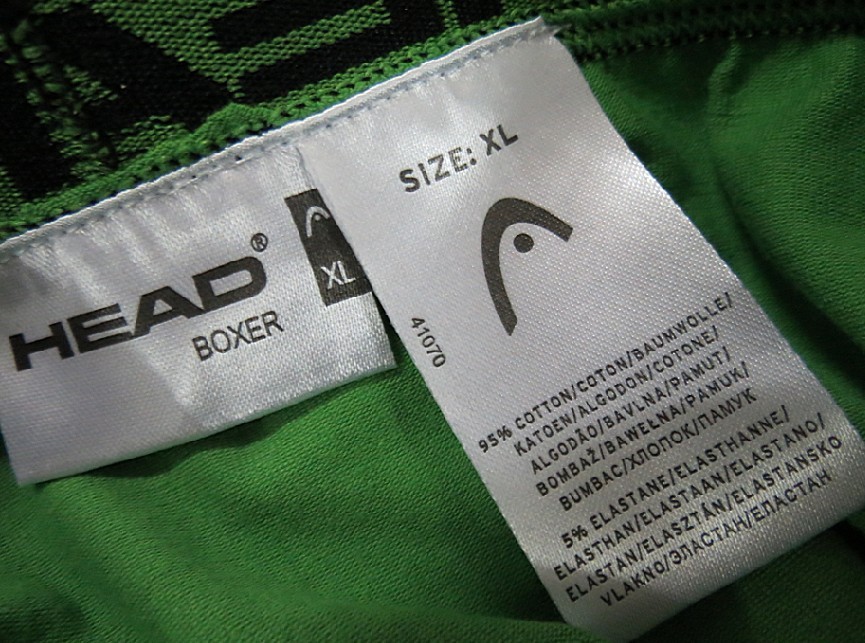 HEAD®
BOXER
XL
SIZE: XL
41070
95% COTTON/COTON/BAUMWOLLE/
KATOEN/ALGODON/COTONE/
ALGODÃO/BAVLNA/PAMUT/
BOMBAŽ/BAWEŁNA/PAMUK/
BUMBAC/ХЛОПОК/ПАМУК
5% ELASTANE/ELASTHANNE/
ELASTHAN/ELASTAAN/ELASTANO/
ELASTAN/ELASZTÁN/ELASTANSKO
VLAKNO/ЭЛАСТАН/ЕЛАСТАН